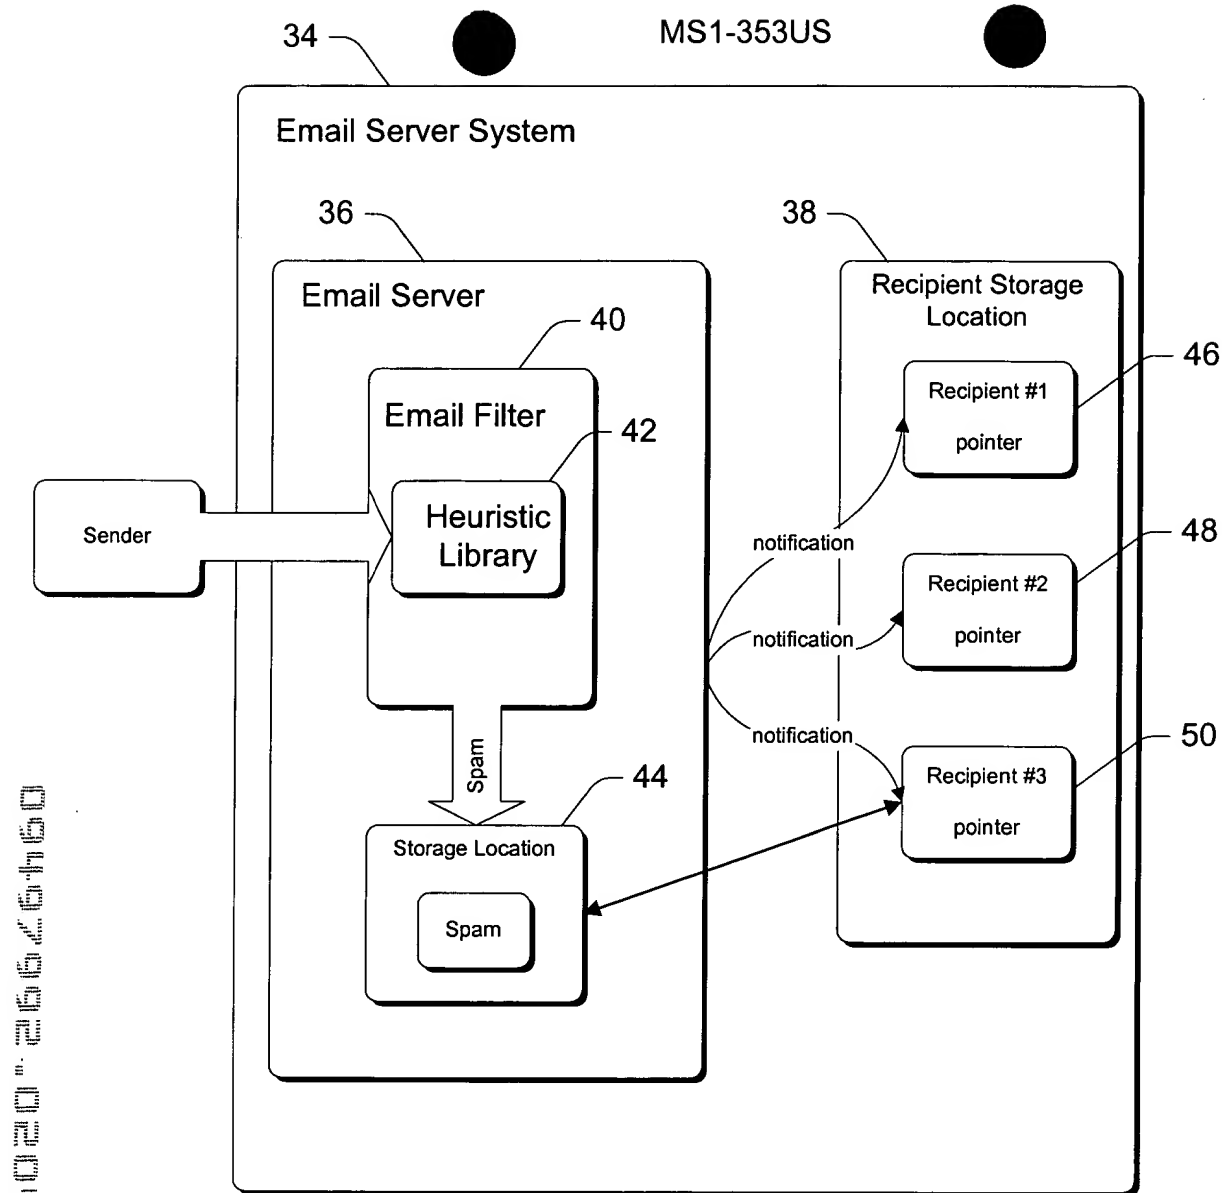 MS1-353US
34
Email Server System
36
38
Email Server
Recipient Storage
Location
40
46
Recipient #1
pointer
Email Filter
42
Heuristic
Library
Sender
notification
48
Recipient #2
pointer
notification
notification
50
Recipient #3
pointer
Spam
44
Storage Location
Spam